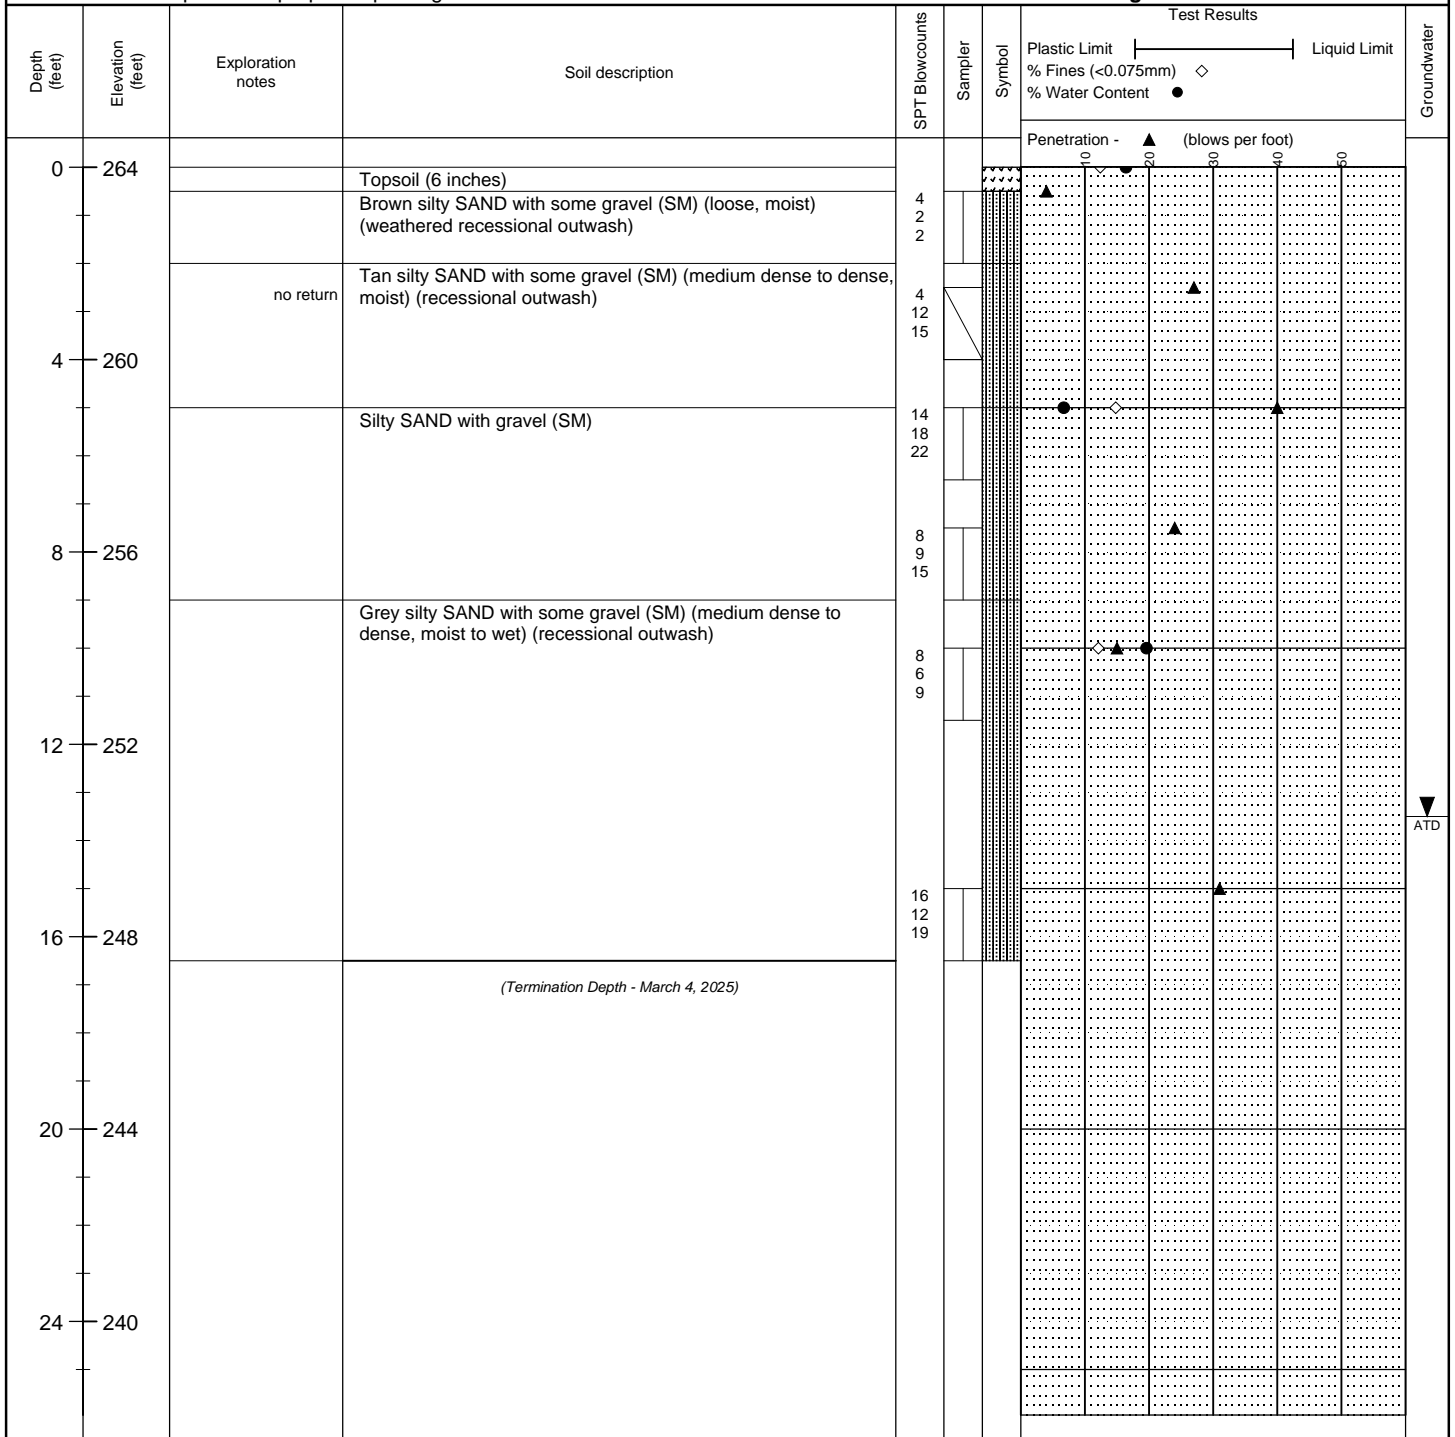 Test Results
Depth
(feet)
Elevation
(feet)
Exploration
notes
Soil description
SPT Blowcounts
Sampler
Symbol
Plastic Limit
Liquid Limit
% Fines (<0.075mm)
% Water Content
Groundwater
Penetration -
(blows per foot)
10
20
30
40
50
0
264
Topsoil (6 inches)
Brown silty SAND with some gravel (SM) (loose, moist)
(weathered recessional outwash)
4
2
2
Tan silty SAND with some gravel (SM) (medium dense to dense,
moist) (recessional outwash)
no return
4
12
15
4
260
Silty SAND with gravel (SM)
14
18
22
8
256
8
9
15
Grey silty SAND with some gravel (SM) (medium dense to
dense, moist to wet) (recessional outwash)
8
6
9
12
252
ATD
16
12
19
16
248
(Termination Depth - March 4, 2025)
20
244
24
240